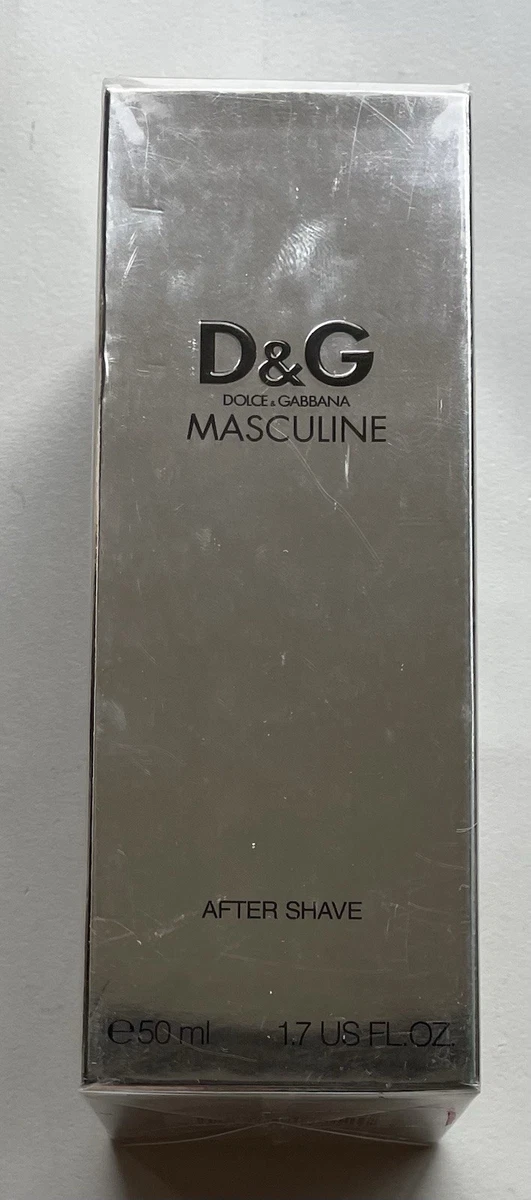 D&G
DOLCE & GABBANA
MASCULINE
AFTER SHAVE
℮50 ml 1.7 US FL.OZ.